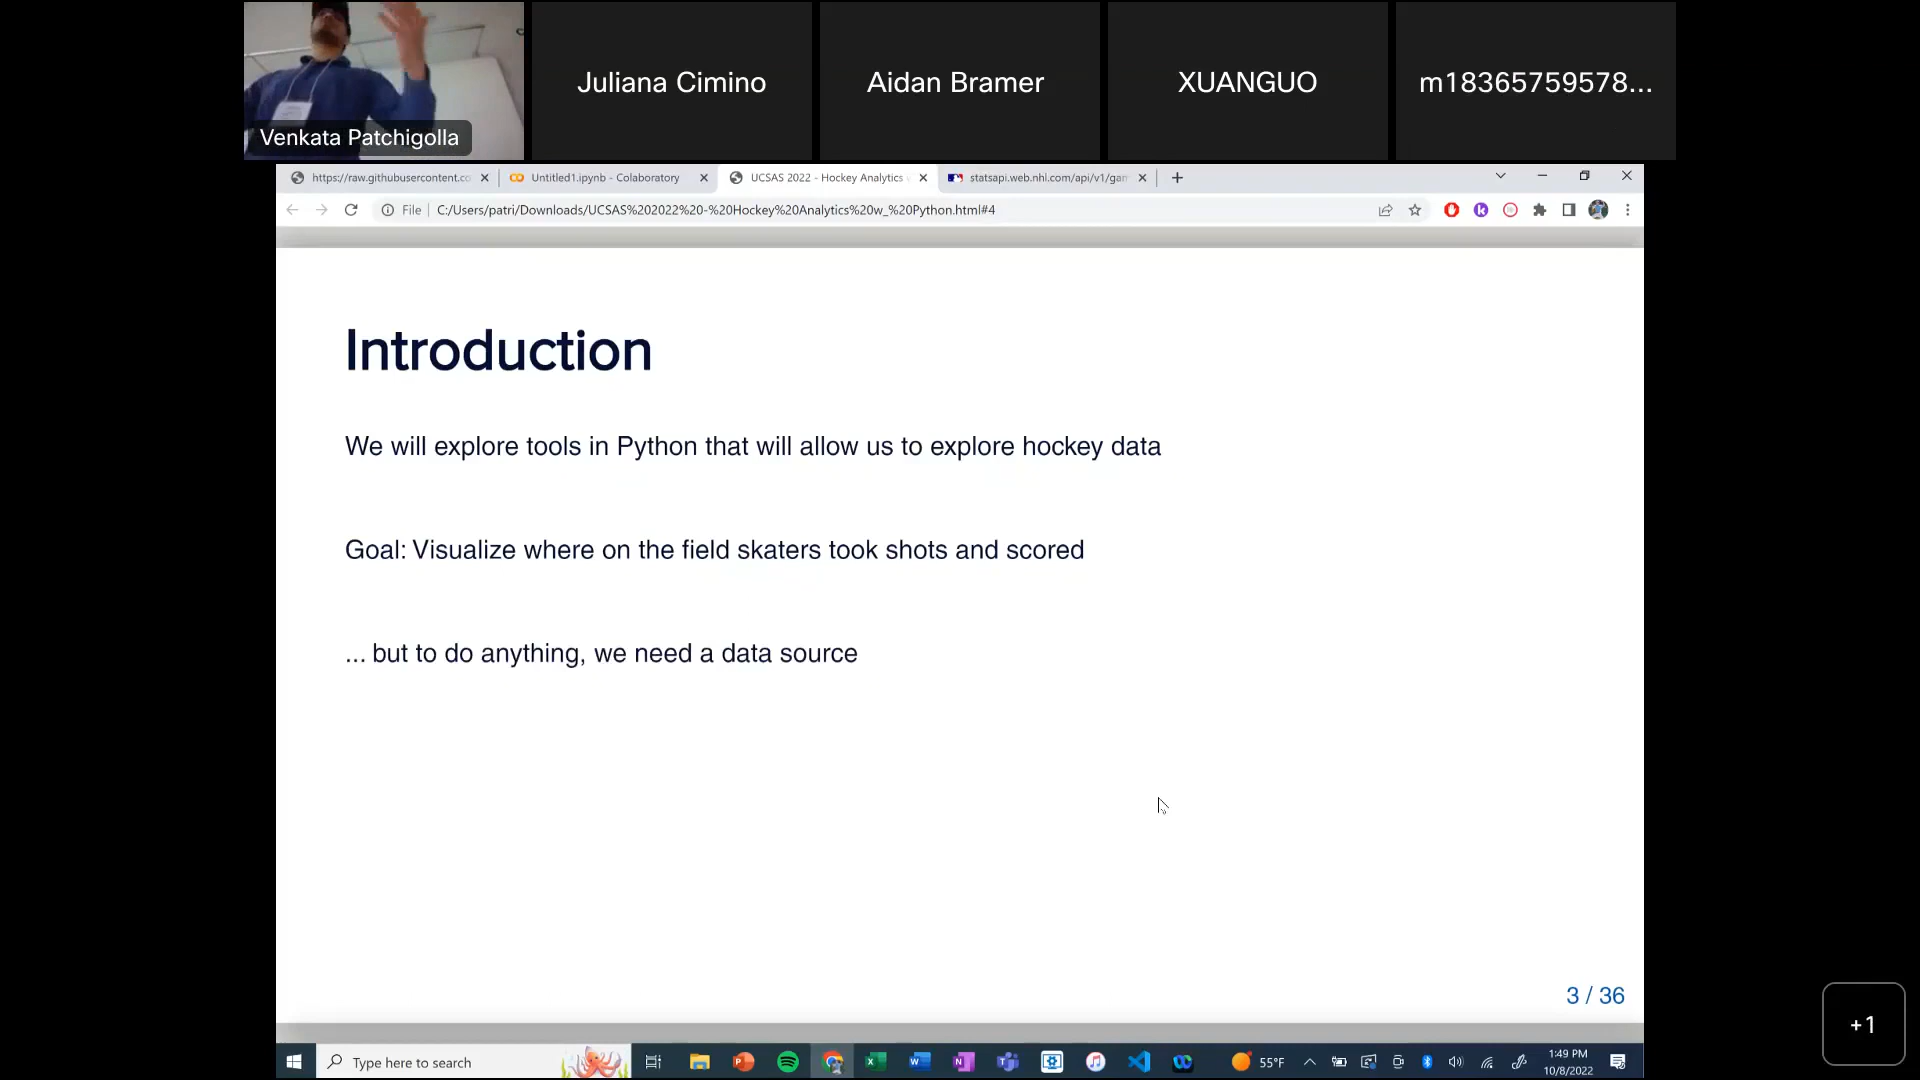 Juliana Cimino
Aidan Bramer
XUANGUO
m18365759578...
Venkata Patchigolla
https://raw.githubusercontent.co
Untitled1.ipynb - Colaboratory
UCSAS 2022 - Hockey Analytics
statsapi.web.nhl.com/api/v1/gam
File
C:/Users/patri/Downloads/UCSAS%202022%20-%20Hockey%20Analytics%20w_%20Python.html#4
Introduction
We will explore tools in Python that will allow us to explore hockey data
Goal: Visualize where on the field skaters took shots and scored
... but to do anything, we need a data source
3 / 36
+1
Type here to search
55°F
1:49 PM
10/8/2022